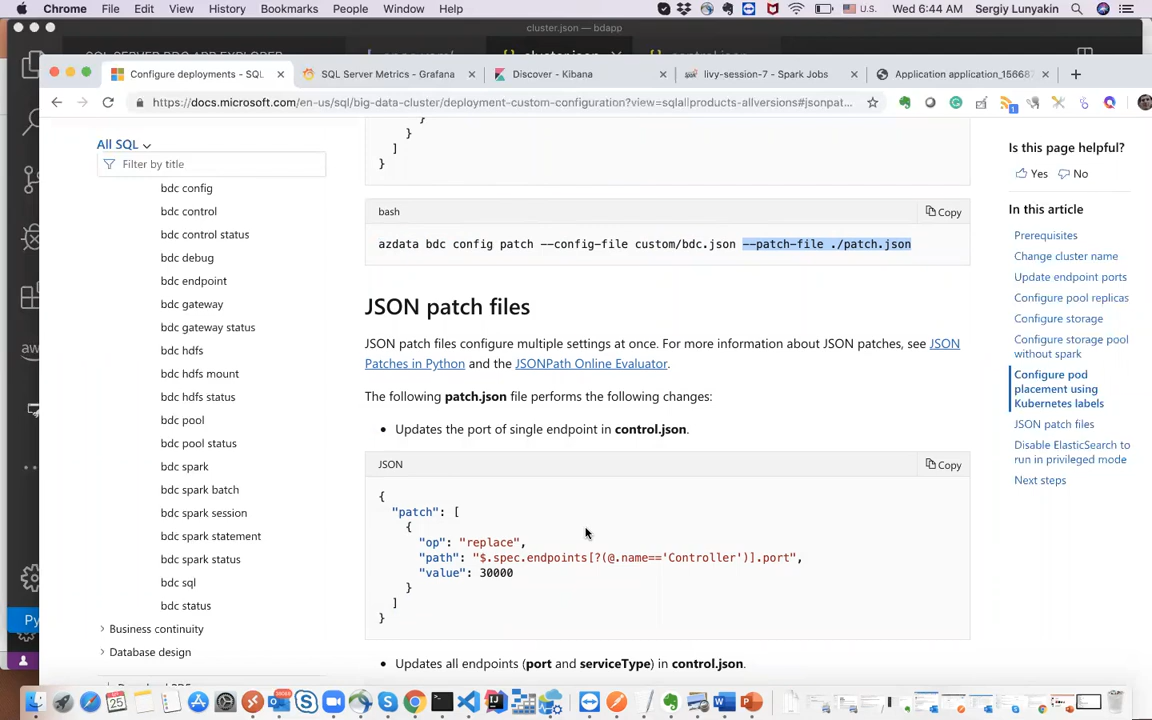 Chrome File Edit View History Bookmarks People Window Help
U.S. Wed 6:44 AM Sergiy Lunyakin
cluster.json — bdapp
Configure deployments - SQL
SQL Server Metrics - Grafana
Discover - Kibana
livy-session-7 - Spark Jobs
Application application_15668
https://docs.microsoft.com/en-us/sql/big-data-cluster/deployment-custom-configuration?view=sqlallproducts-allversions#jsonpat...
All SQL
Filter by title
bdc config
bdc control
bdc control status
bdc debug
bdc endpoint
bdc gateway
bdc gateway status
bdc hdfs
bdc hdfs mount
bdc hdfs status
bdc pool
bdc pool status
bdc spark
bdc spark batch
bdc spark session
bdc spark statement
bdc spark status
bdc sql
bdc status
Business continuity
Database design
}
}
]
}
bash
Copy
azdata bdc config patch --config-file custom/bdc.json --patch-file ./patch.json
JSON patch files
JSON patch files configure multiple settings at once. For more information about JSON patches, see JSON
Patches in Python and the JSONPath Online Evaluator.
The following patch.json file performs the following changes:
• Updates the port of single endpoint in control.json.
JSON
Copy
{
"patch": [
{
"op": "replace",
"path": "$.spec.endpoints[?(@.name=='Controller')].port",
"value": 30000
}
]
}
• Updates all endpoints (port and serviceType) in control.json.
Is this page helpful?
Yes No
In this article
Prerequisites
Change cluster name
Update endpoint ports
Configure pool replicas
Configure storage
Configure storage pool
without spark
Configure pod
placement using
Kubernetes labels
JSON patch files
Disable ElasticSearch to
run in privileged mode
Next steps
aws
Py